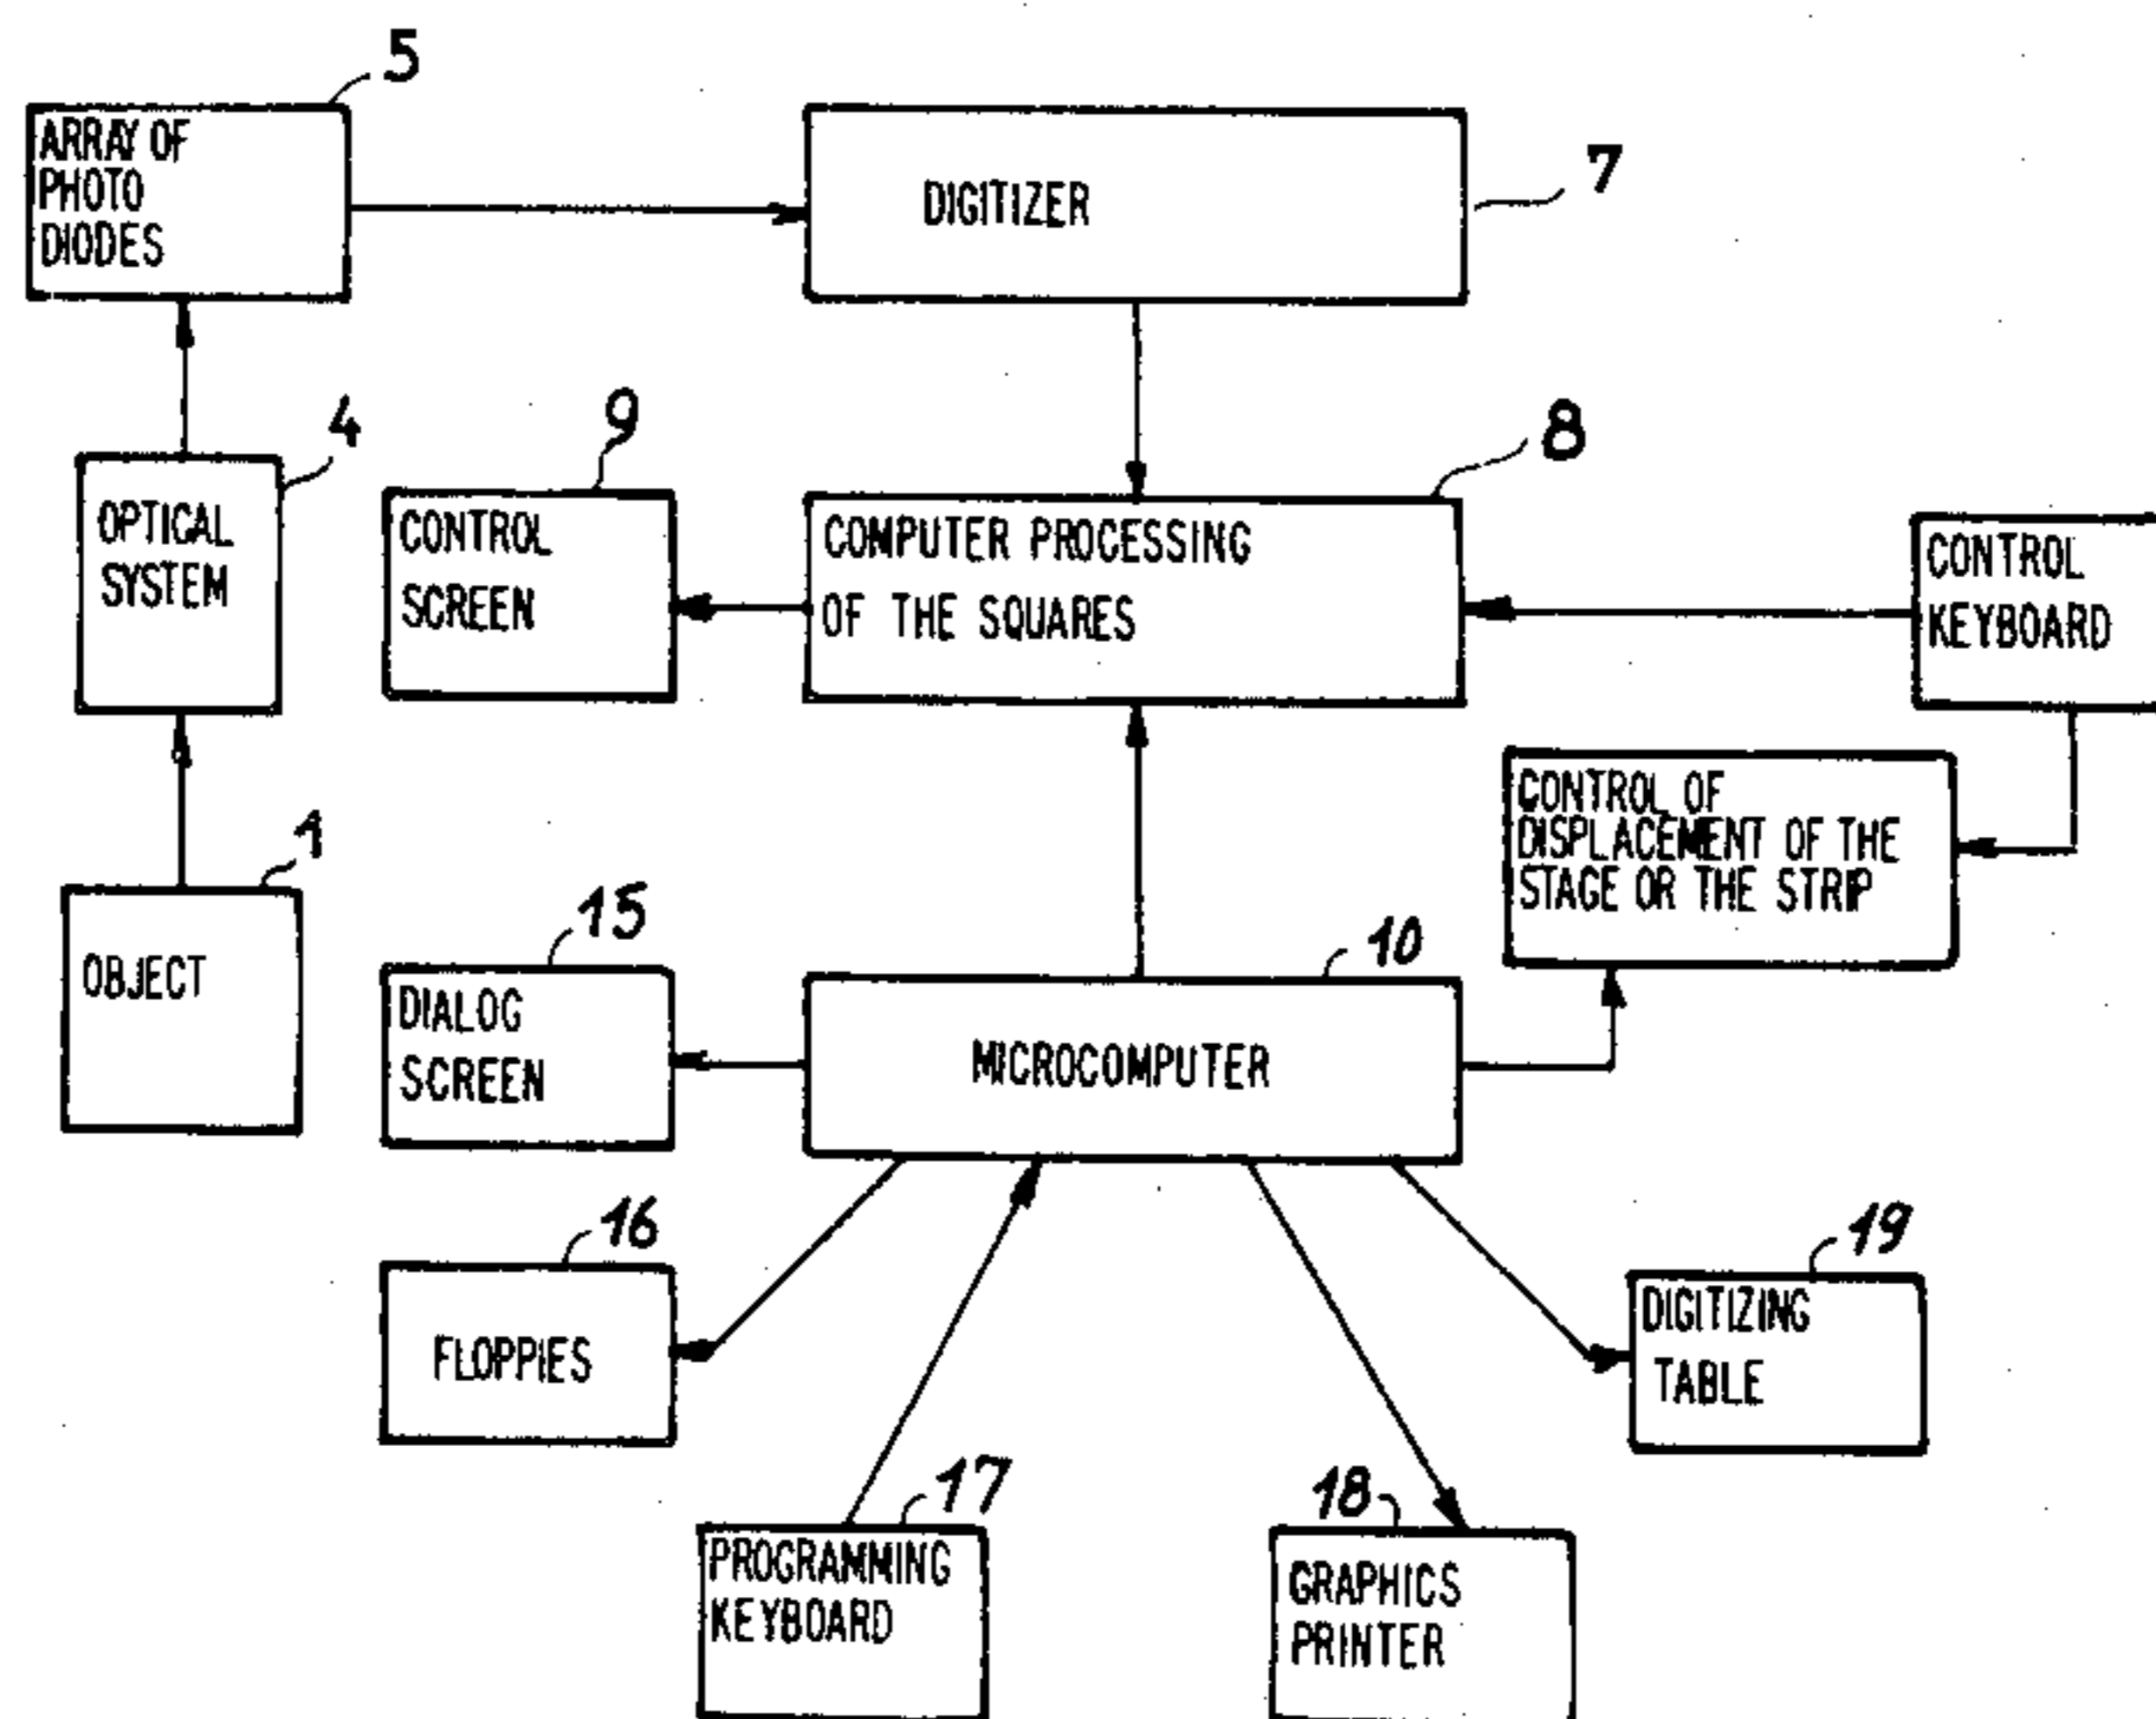 5
ARRAY OF
PHOTO
DIODES
DIGITIZER
7
4
OPTICAL
SYSTEM
9
CONTROL
SCREEN
8
COMPUTER PROCESSING
OF THE SQUARES
CONTROL
KEYBOARD
CONTROL OF
DISPLACEMENT OF THE
STAGE OR THE STRIP
1
OBJECT
15
DIALOG
SCREEN
10
MICROCOMPUTER
16
FLOPPIES
19
DIGITIZING
TABLE
17
PROGRAMMING
KEYBOARD
18
GRAPHICS
PRINTER